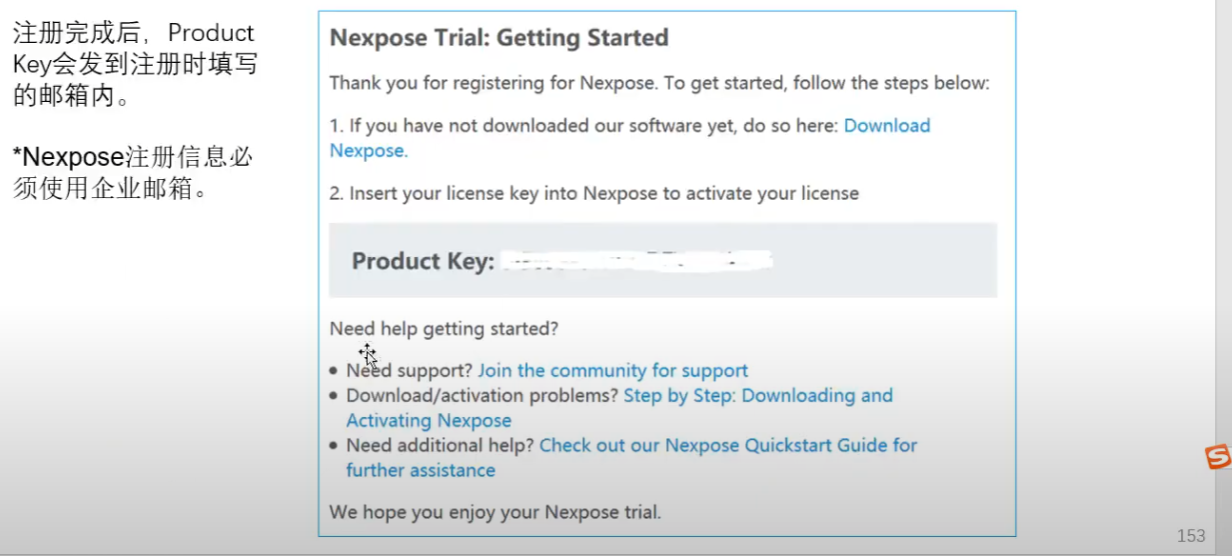 注册完成后，Product
Key会发到注册时填写
的邮箱内。
*Nexpose注册信息必
须使用企业邮箱。
Nexpose Trial: Getting Started
Thank you for registering for Nexpose. To get started, follow the steps below:
1. If you have not downloaded our software yet, do so here: Download
Nexpose.
2. Insert your license key into Nexpose to activate your license
Product Key:
Need help getting started?
• Need support? Join the community for support
• Download/activation problems? Step by Step: Downloading and
Activating Nexpose
• Need additional help? Check out our Nexpose Quickstart Guide for
further assistance
We hope you enjoy your Nexpose trial.
S
153